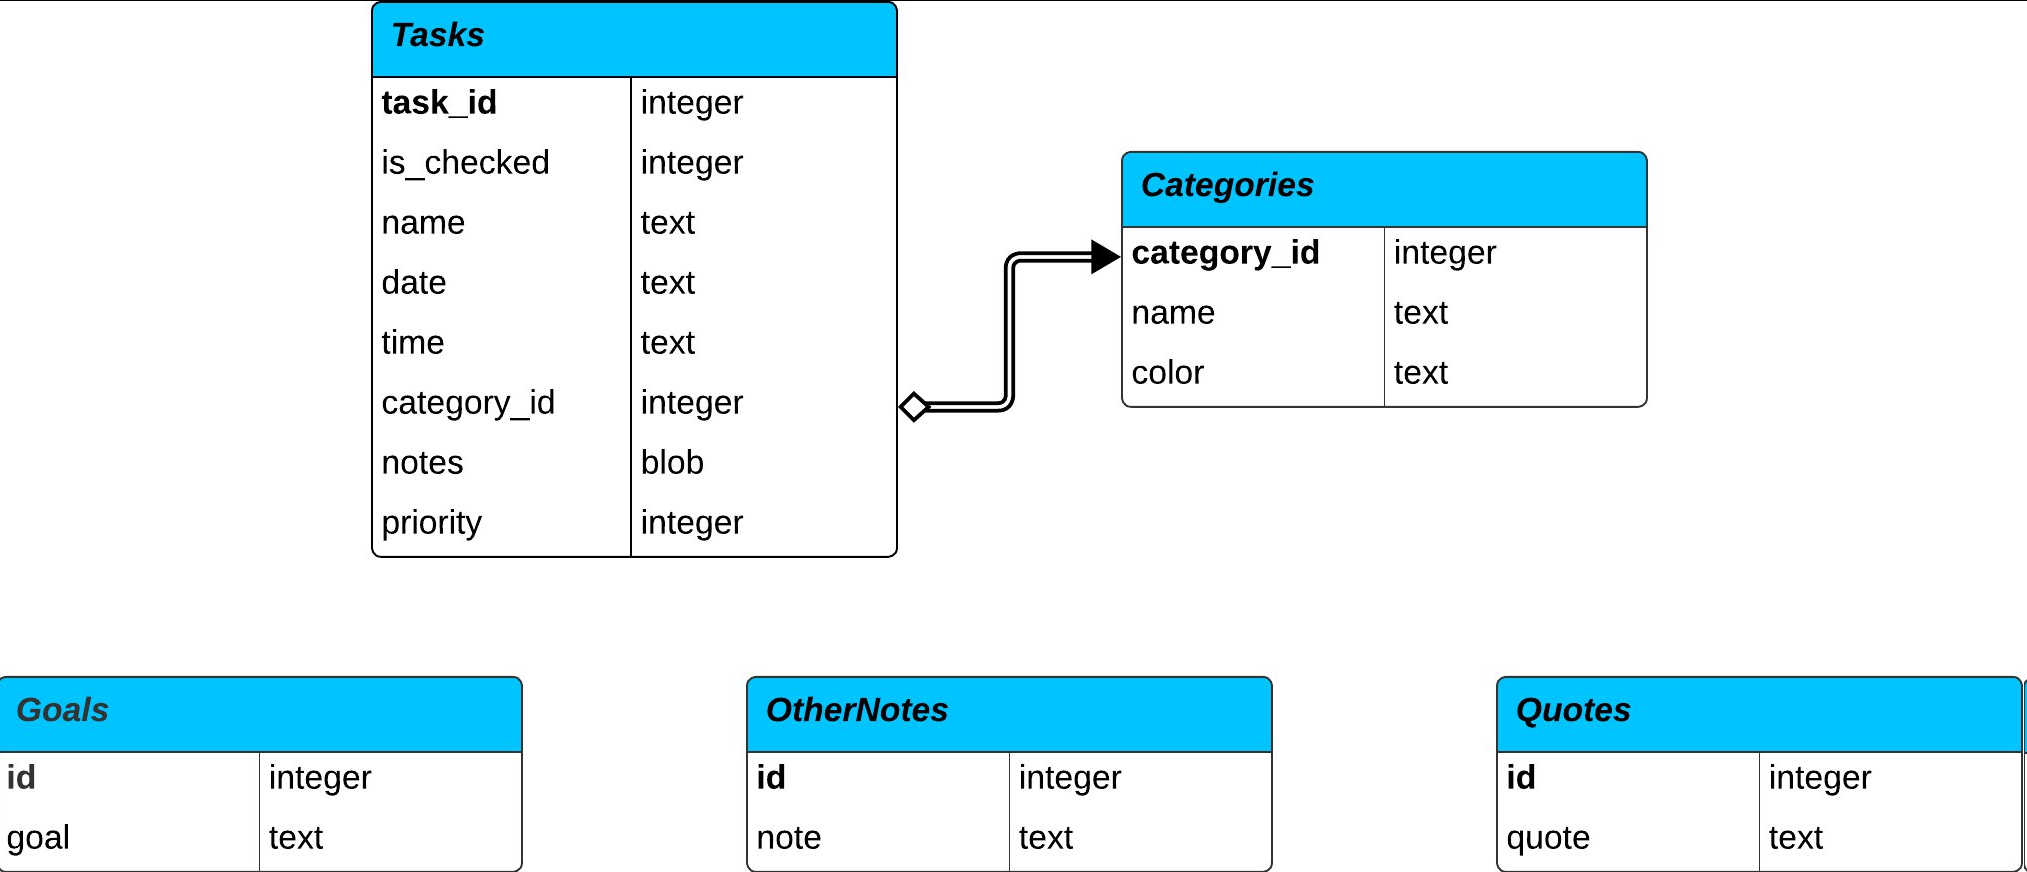 Tasks
task_id integer
is_checked integer
name text
date text
time text
category_id integer
notes blob
priority integer
Categories
category_id integer
name text
color text
Goals
id integer
goal text
OtherNotes
id integer
note text
Quotes
id integer
quote text